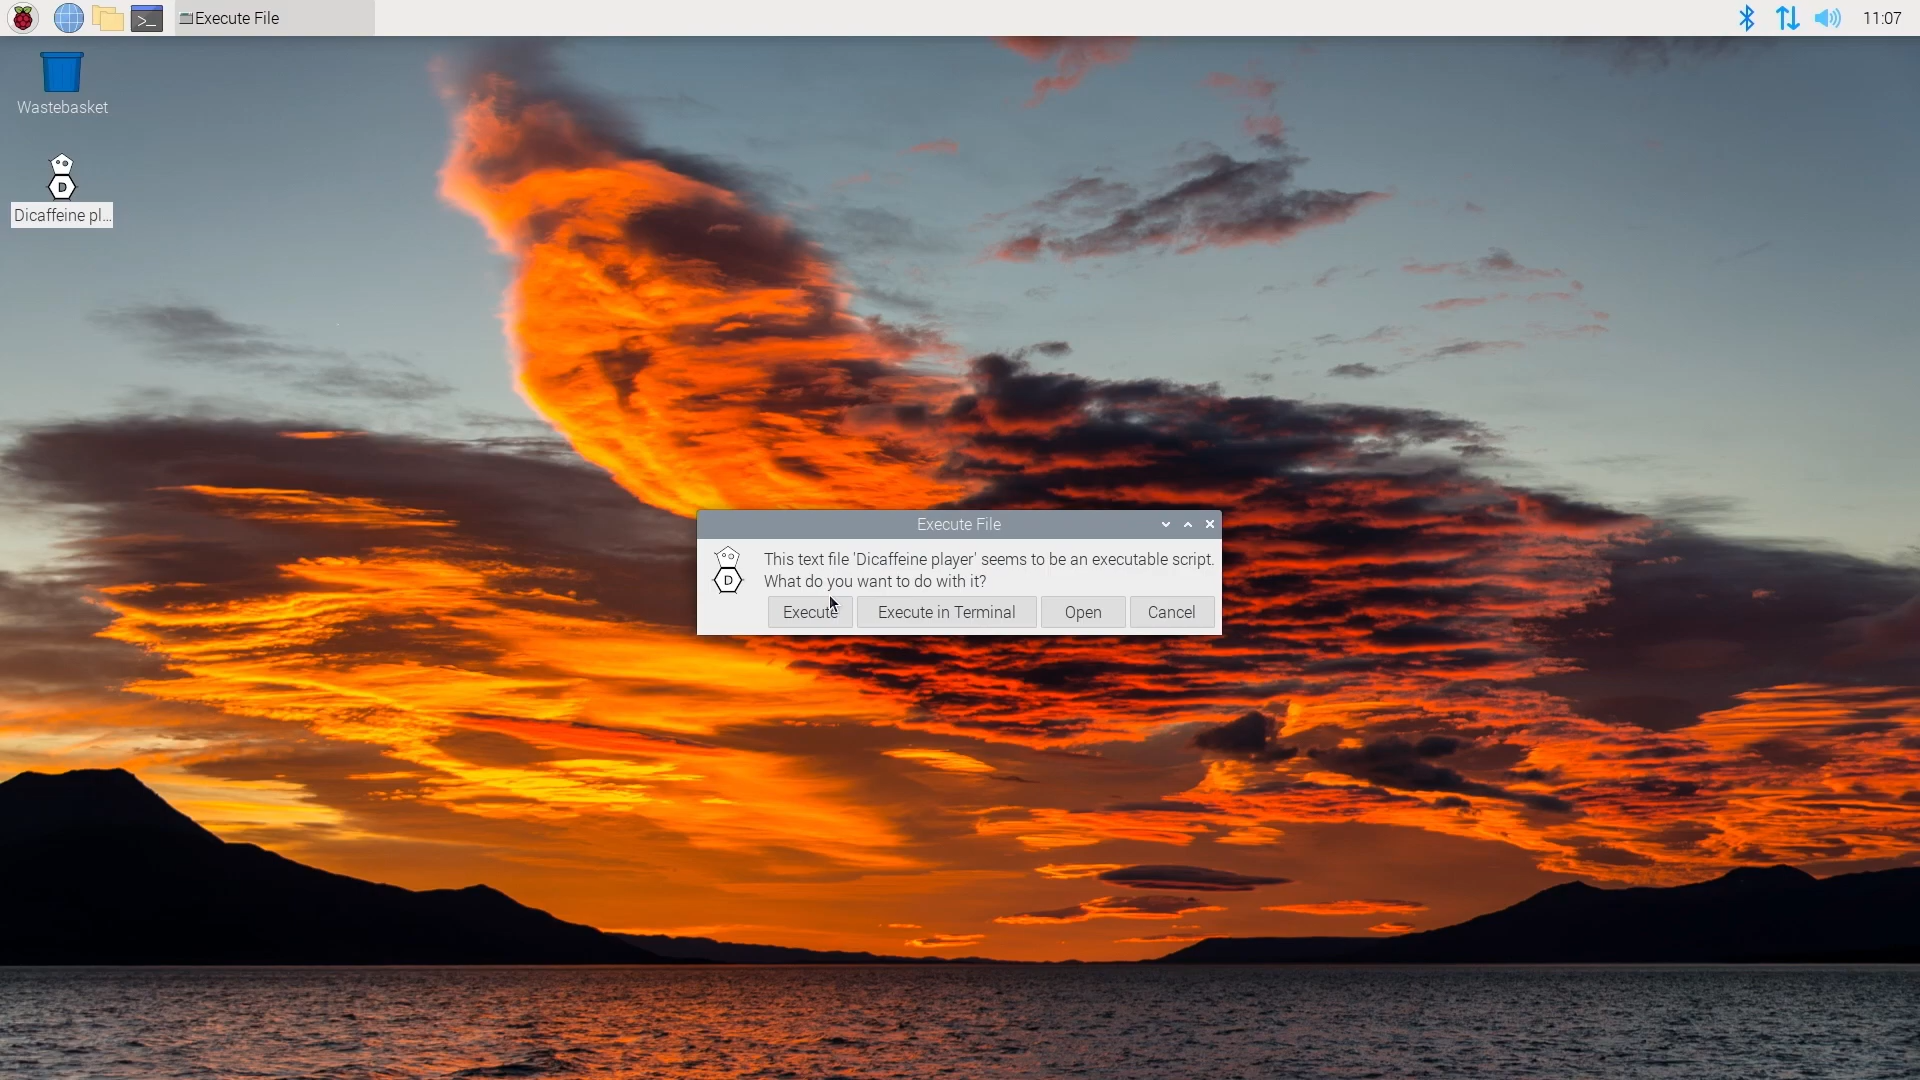 Execute File
11:07
Wastebasket
D
Dicaffeine pl...
Execute File
This text file 'Dicaffeine player' seems to be an executable script.
What do you want to do with it?
D
Execute
Execute in Terminal
Open
Cancel